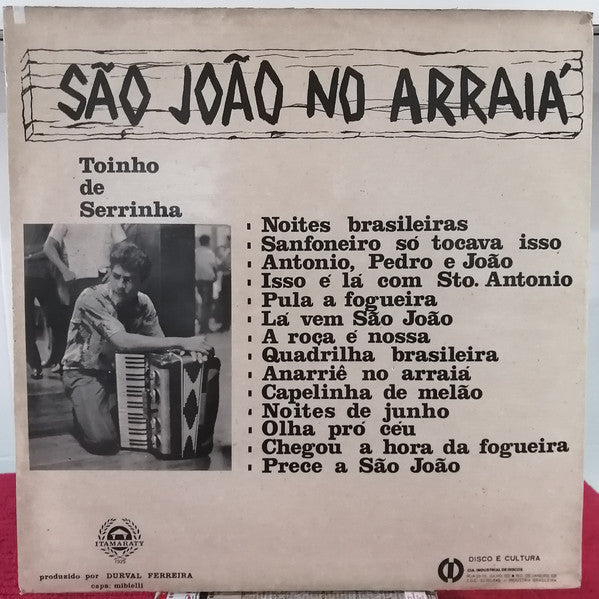 SÃO JOÃO NO ARRAIÁ
Toinho
de
Serrinha
Noites brasileiras
Sanfoneiro só tocava isso
Antonio, Pedro e João
Isso é lá com Sto. Antonio
Pula a fogueira
Lá vem São João
A roça é nossa
Quadrilha brasileira
Anarriê no arraiá
Capelinha de melão
Noites de junho
Olha pró céu
Chegou a hora da fogueira
Prece a São João
ITAMARATY
produzido por DURVAL FERREIRA
capa: mibielli
DISCO É CULTURA
CIA. INDUSTRIAL DE DISCOS
INDÚSTRIA BRASILEIRA